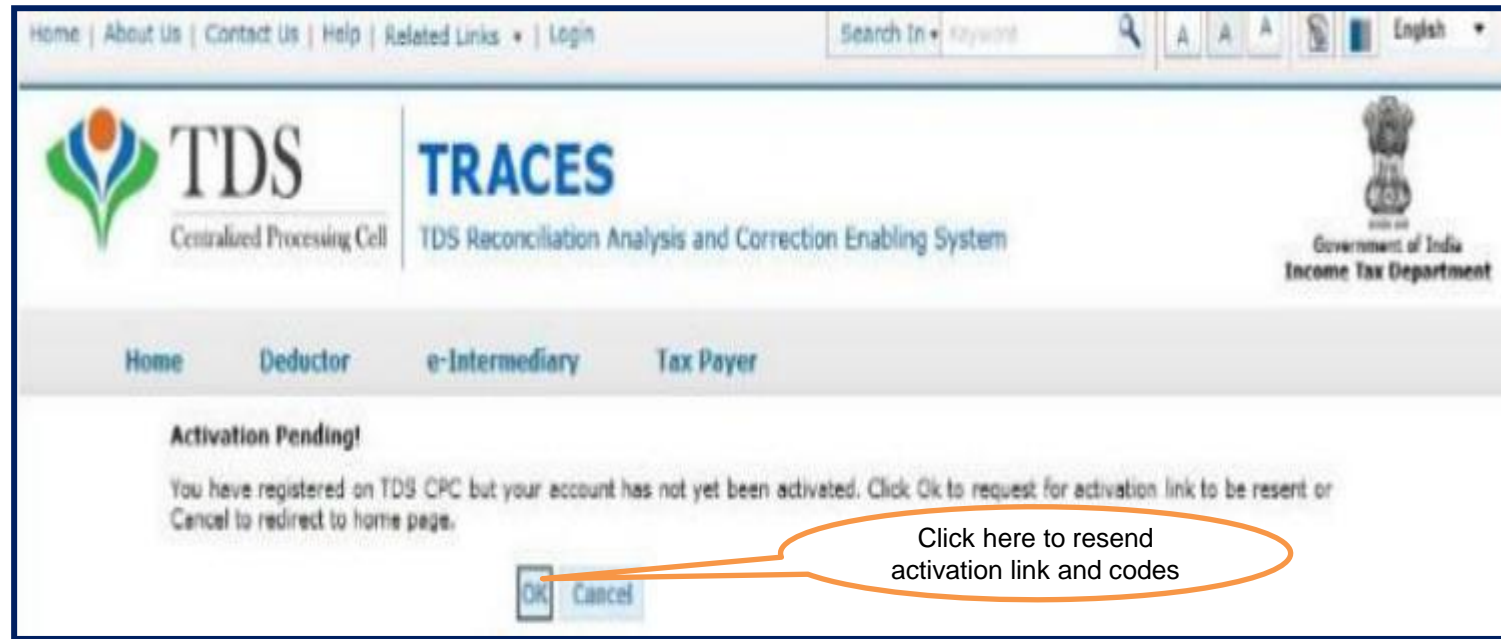 Home | About Us | Contact Us | Help | Related Links | Login
Search In Keyword A A A English
TDS
Centralized Processing Cell
TRACES
TDS Reconciliation Analysis and Correction Enabling System
Government of India
Income Tax Department
Home Deductor e-Intermediary Tax Payer
Activation Pending!
You have registered on TDS CPC but your account has not yet been activated. Click Ok to request for activation link to be resent or
Cancel to redirect to home page.
Click here to resend
activation link and codes
OK Cancel